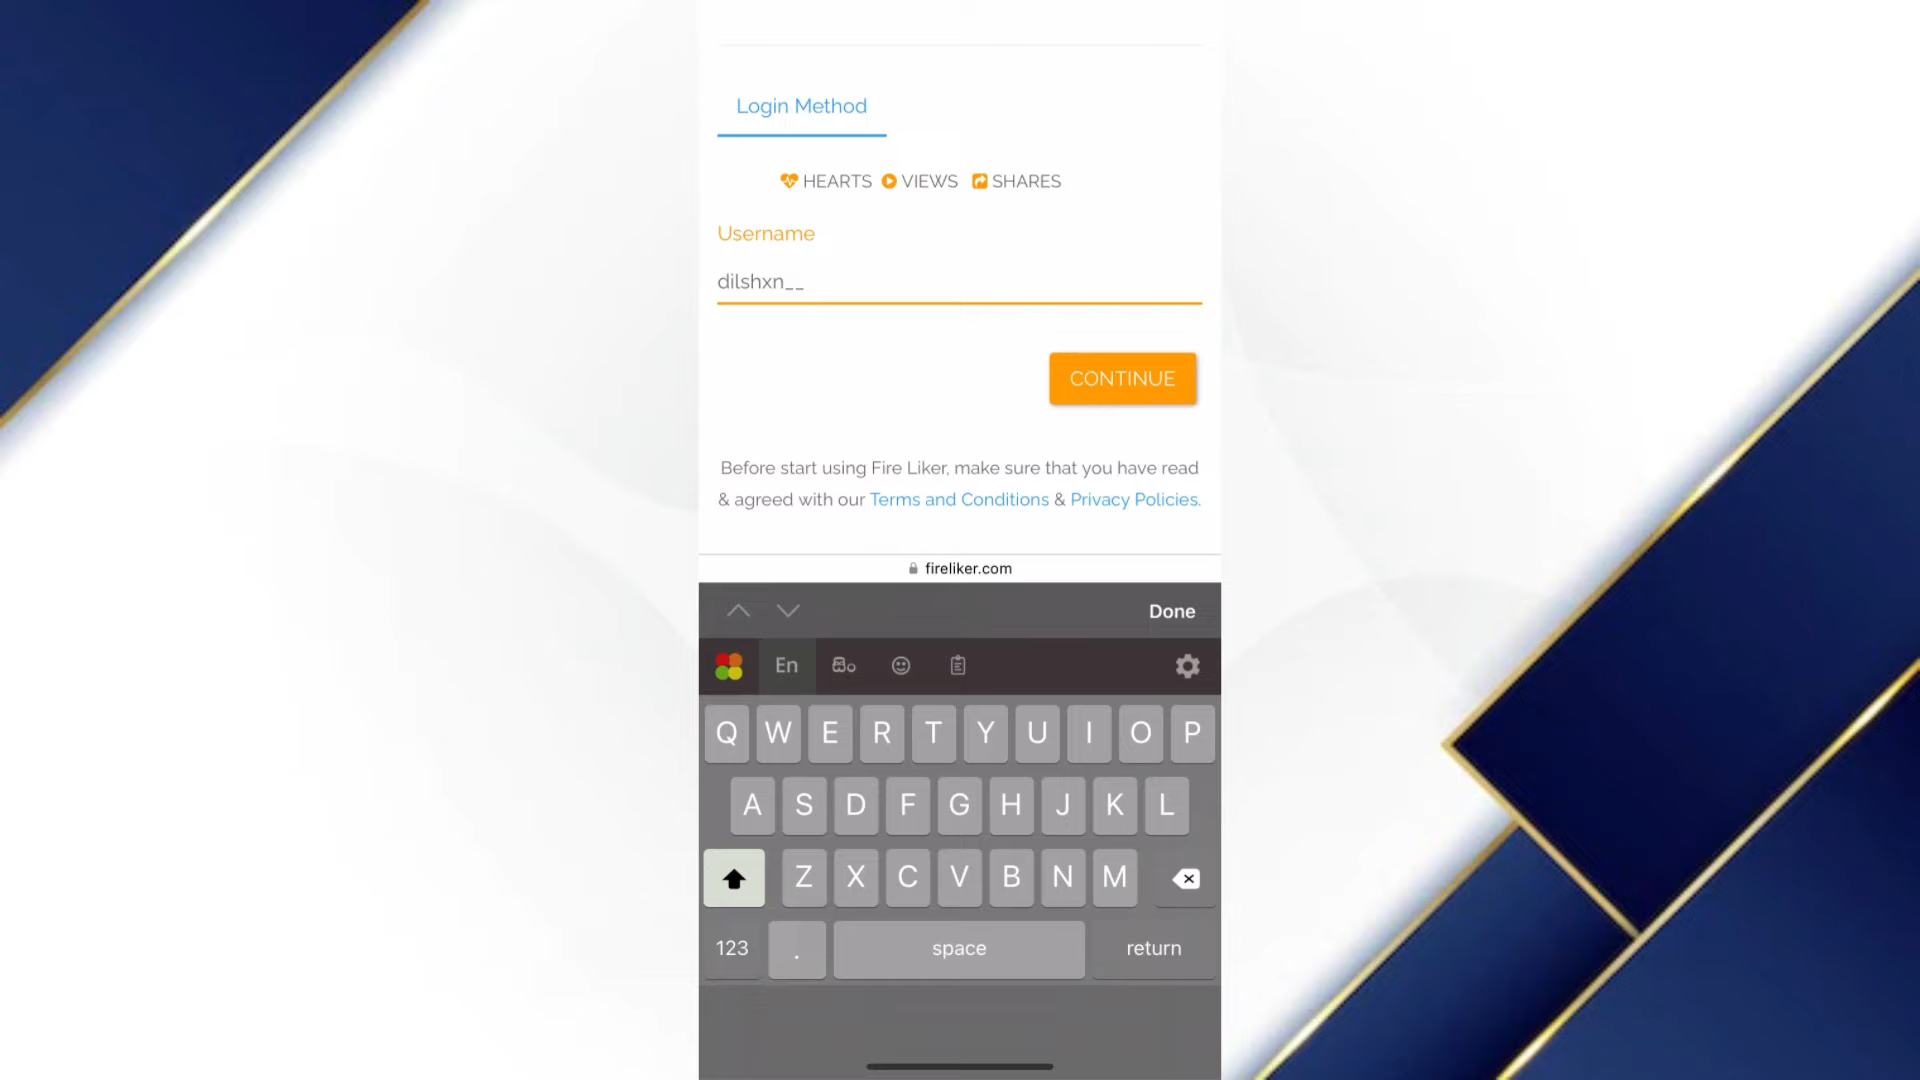 Login Method
HEARTS VIEWS SHARES
Username
dilshxn__
CONTINUE
Before start using Fire Liker, make sure that you have read
& agreed with our Terms and Conditions & Privacy Policies.
fireliker.com
Done
En
Q W E R T Y U I O P
A S D F G H J K L
Z X C V B N M
123 . space return